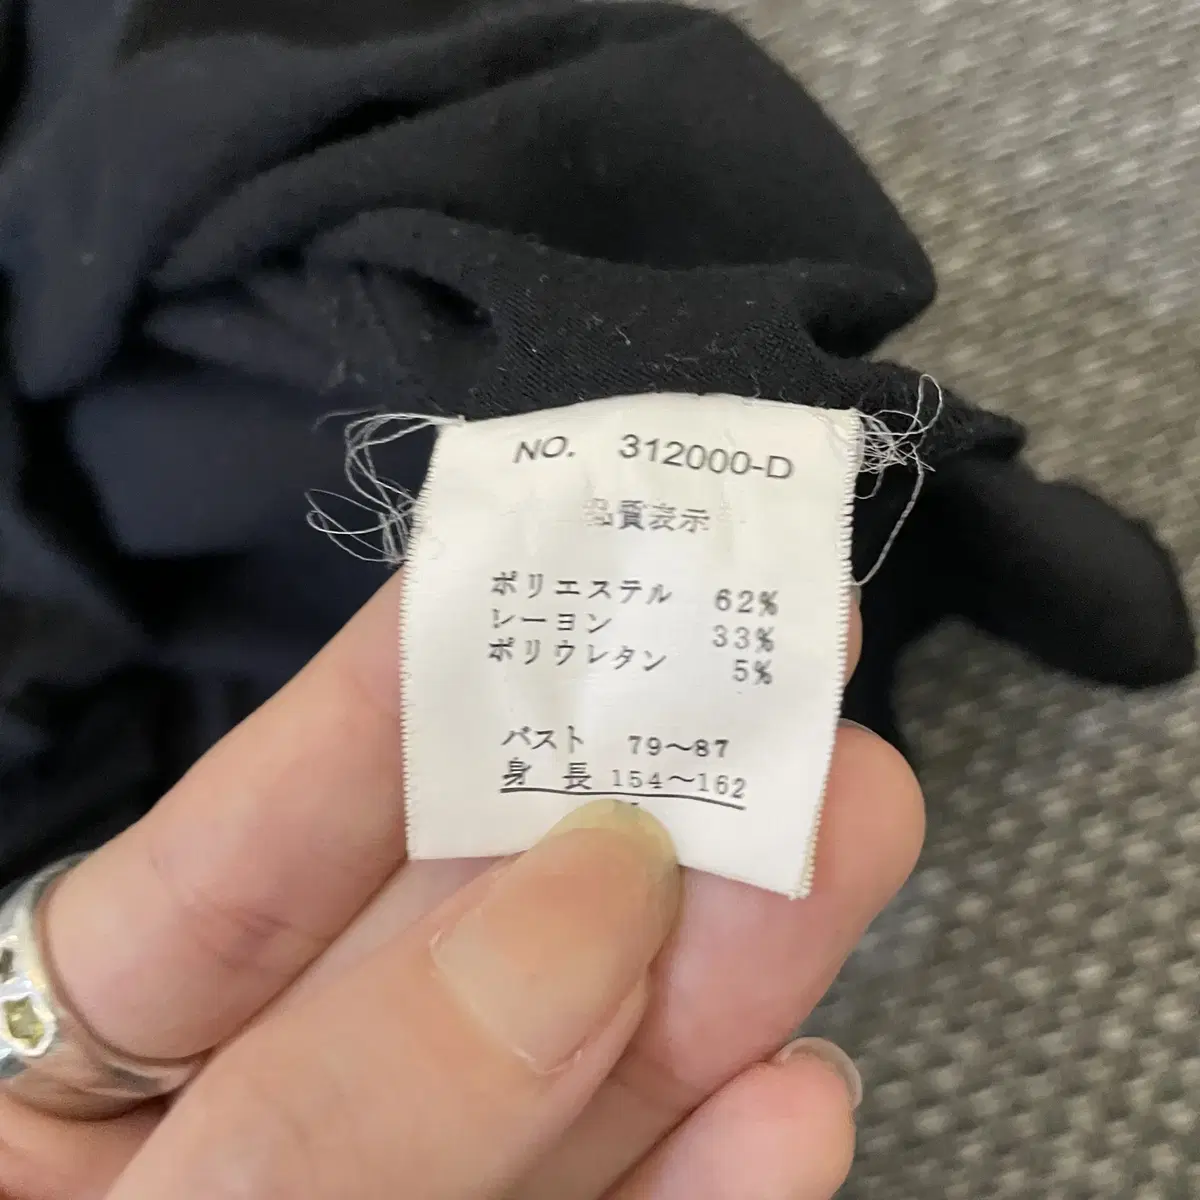 NO. 312000-D
品質表示
ポリエステル 62%
レーヨン 33%
ポリウレタン 5%
バスト 79～87
身長 154～162